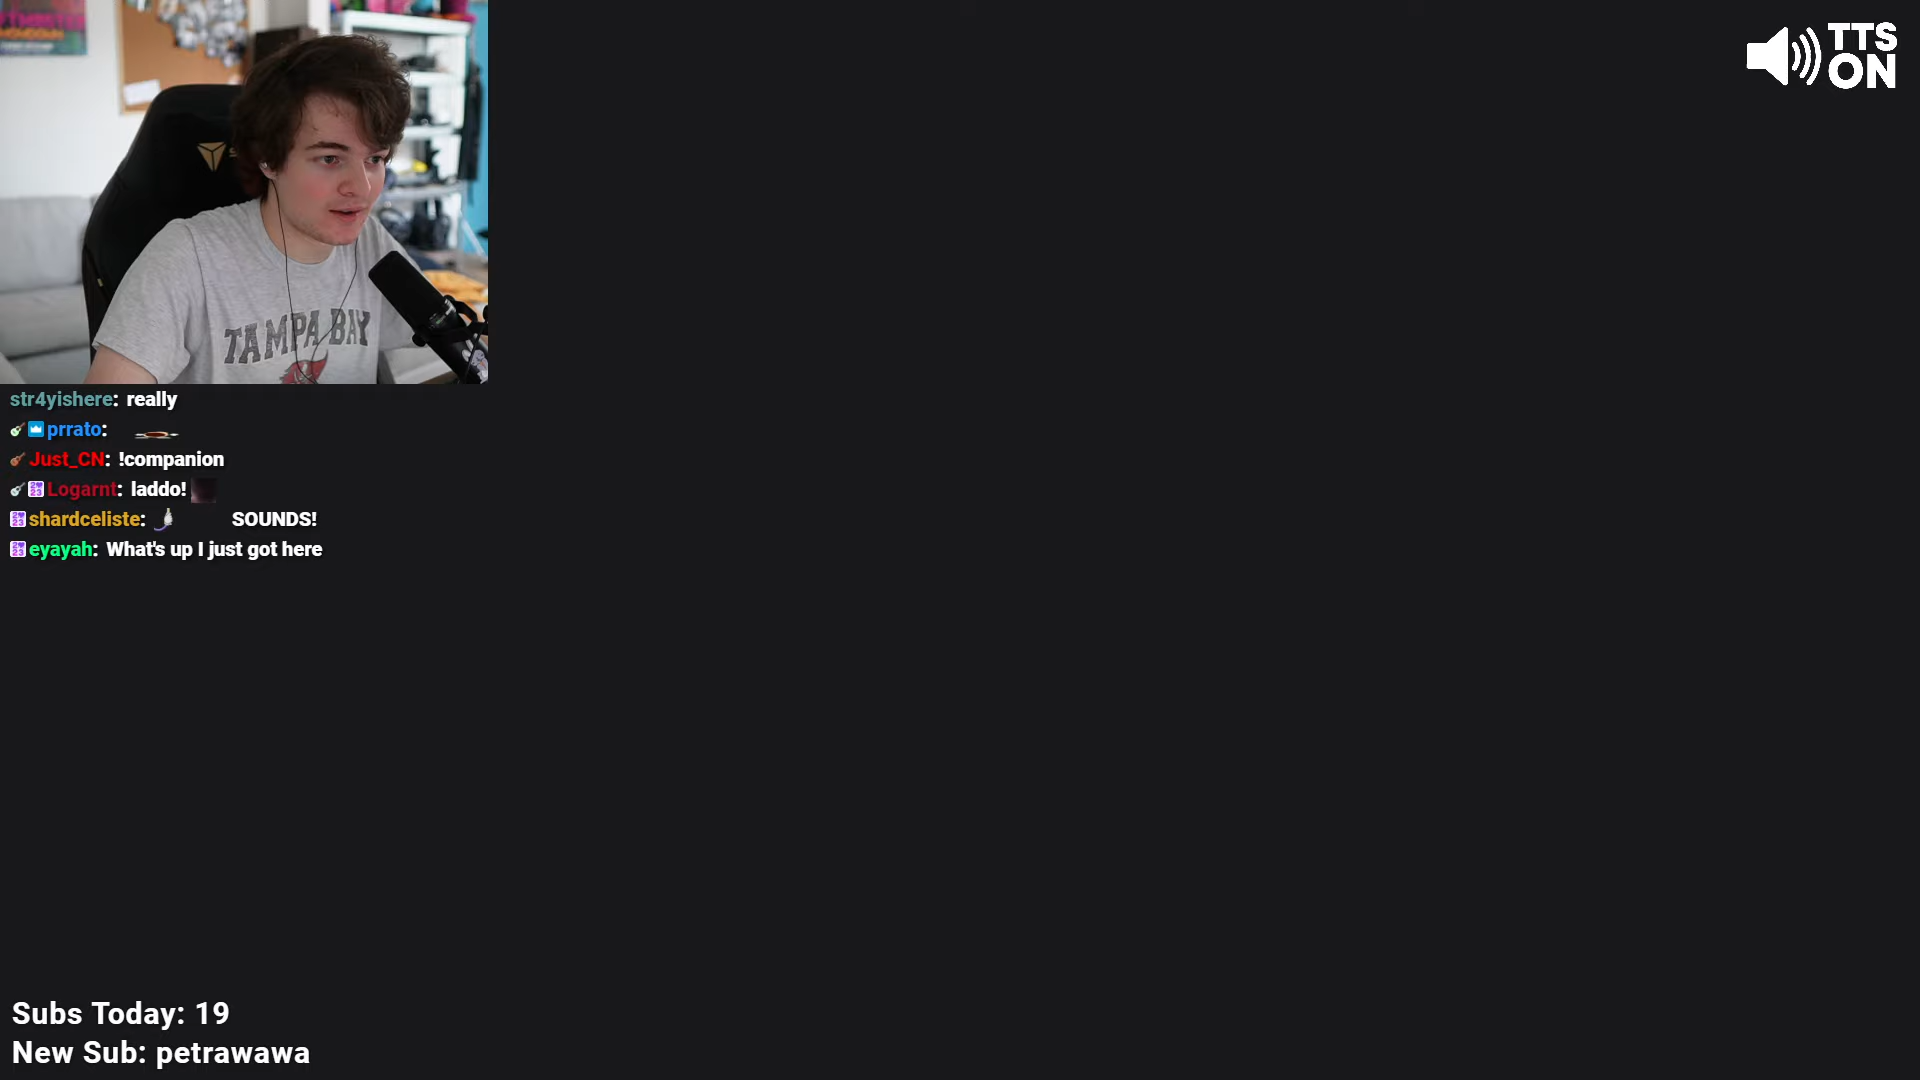 TTS
ON
TAMPA BAY
str4yishere: really
prrato:
Just_CN: !companion
Logarnt: laddo!
shardceliste: SOUNDS!
eyayah: What's up I just got here
Subs Today: 19
New Sub: petrawawa